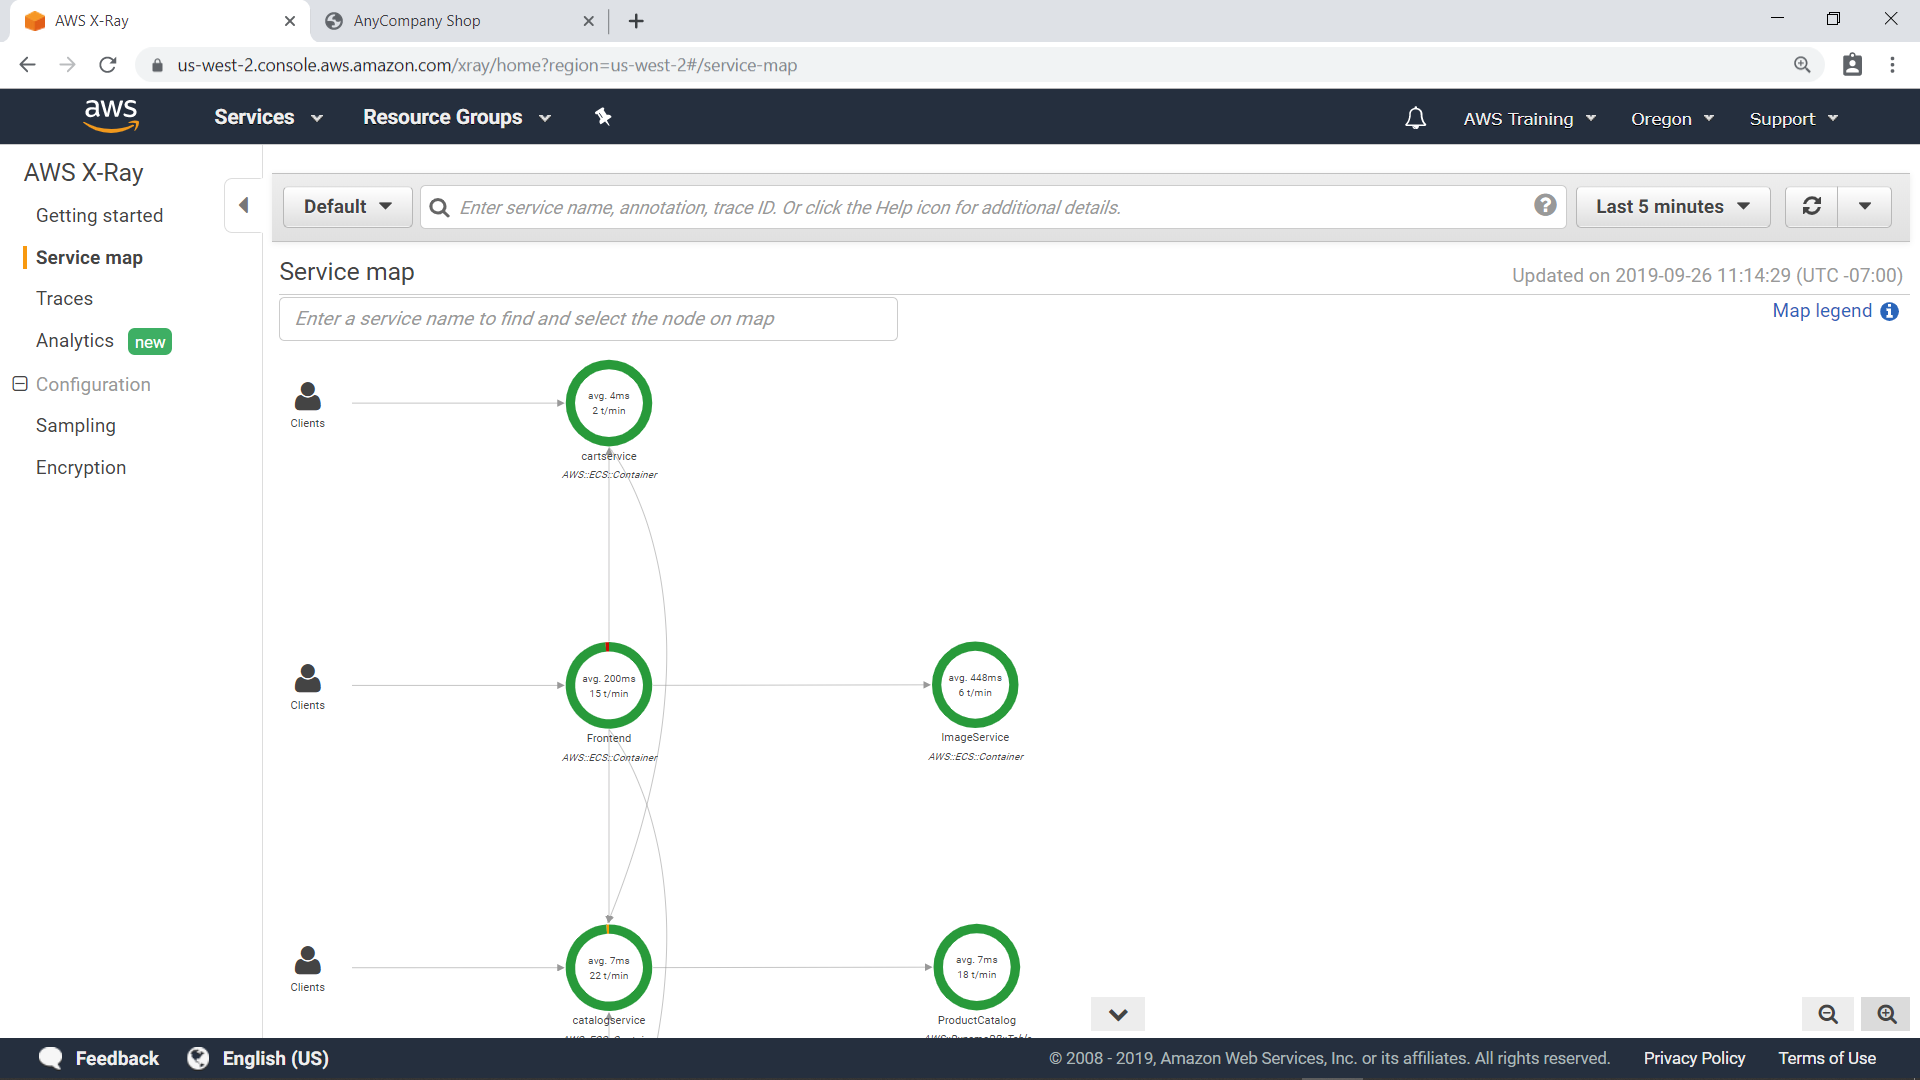 AWS X-Ray
AnyCompany Shop
us-west-2.console.aws.amazon.com/xray/home?region=us-west-2#/service-map
aws
Services
Resource Groups
AWS Training
Oregon
Support
AWS X-Ray
Getting started
Service map
Traces
Analytics new
Configuration
Sampling
Encryption
Default
Enter service name, annotation, trace ID. Or click the Help icon for additional details.
?
Last 5 minutes
Service map
Updated on 2019-09-26 11:14:29 (UTC -07:00)
Enter a service name to find and select the node on map
Map legend i
Clients
avg. 4ms
2 t/min
cartservice
AWS::ECS::Container
Clients
avg. 200ms
15 t/min
Frontend
AWS::ECS::Container
avg. 448ms
6 t/min
ImageService
AWS::ECS::Container
Clients
avg. 7ms
22 t/min
catalogservice
AWS::ECS::Container
avg. 7ms
18 t/min
ProductCatalog
AWS::DynamoDB::Table
Feedback
English (US)
© 2008 - 2019, Amazon Web Services, Inc. or its affiliates. All rights reserved.
Privacy Policy
Terms of Use